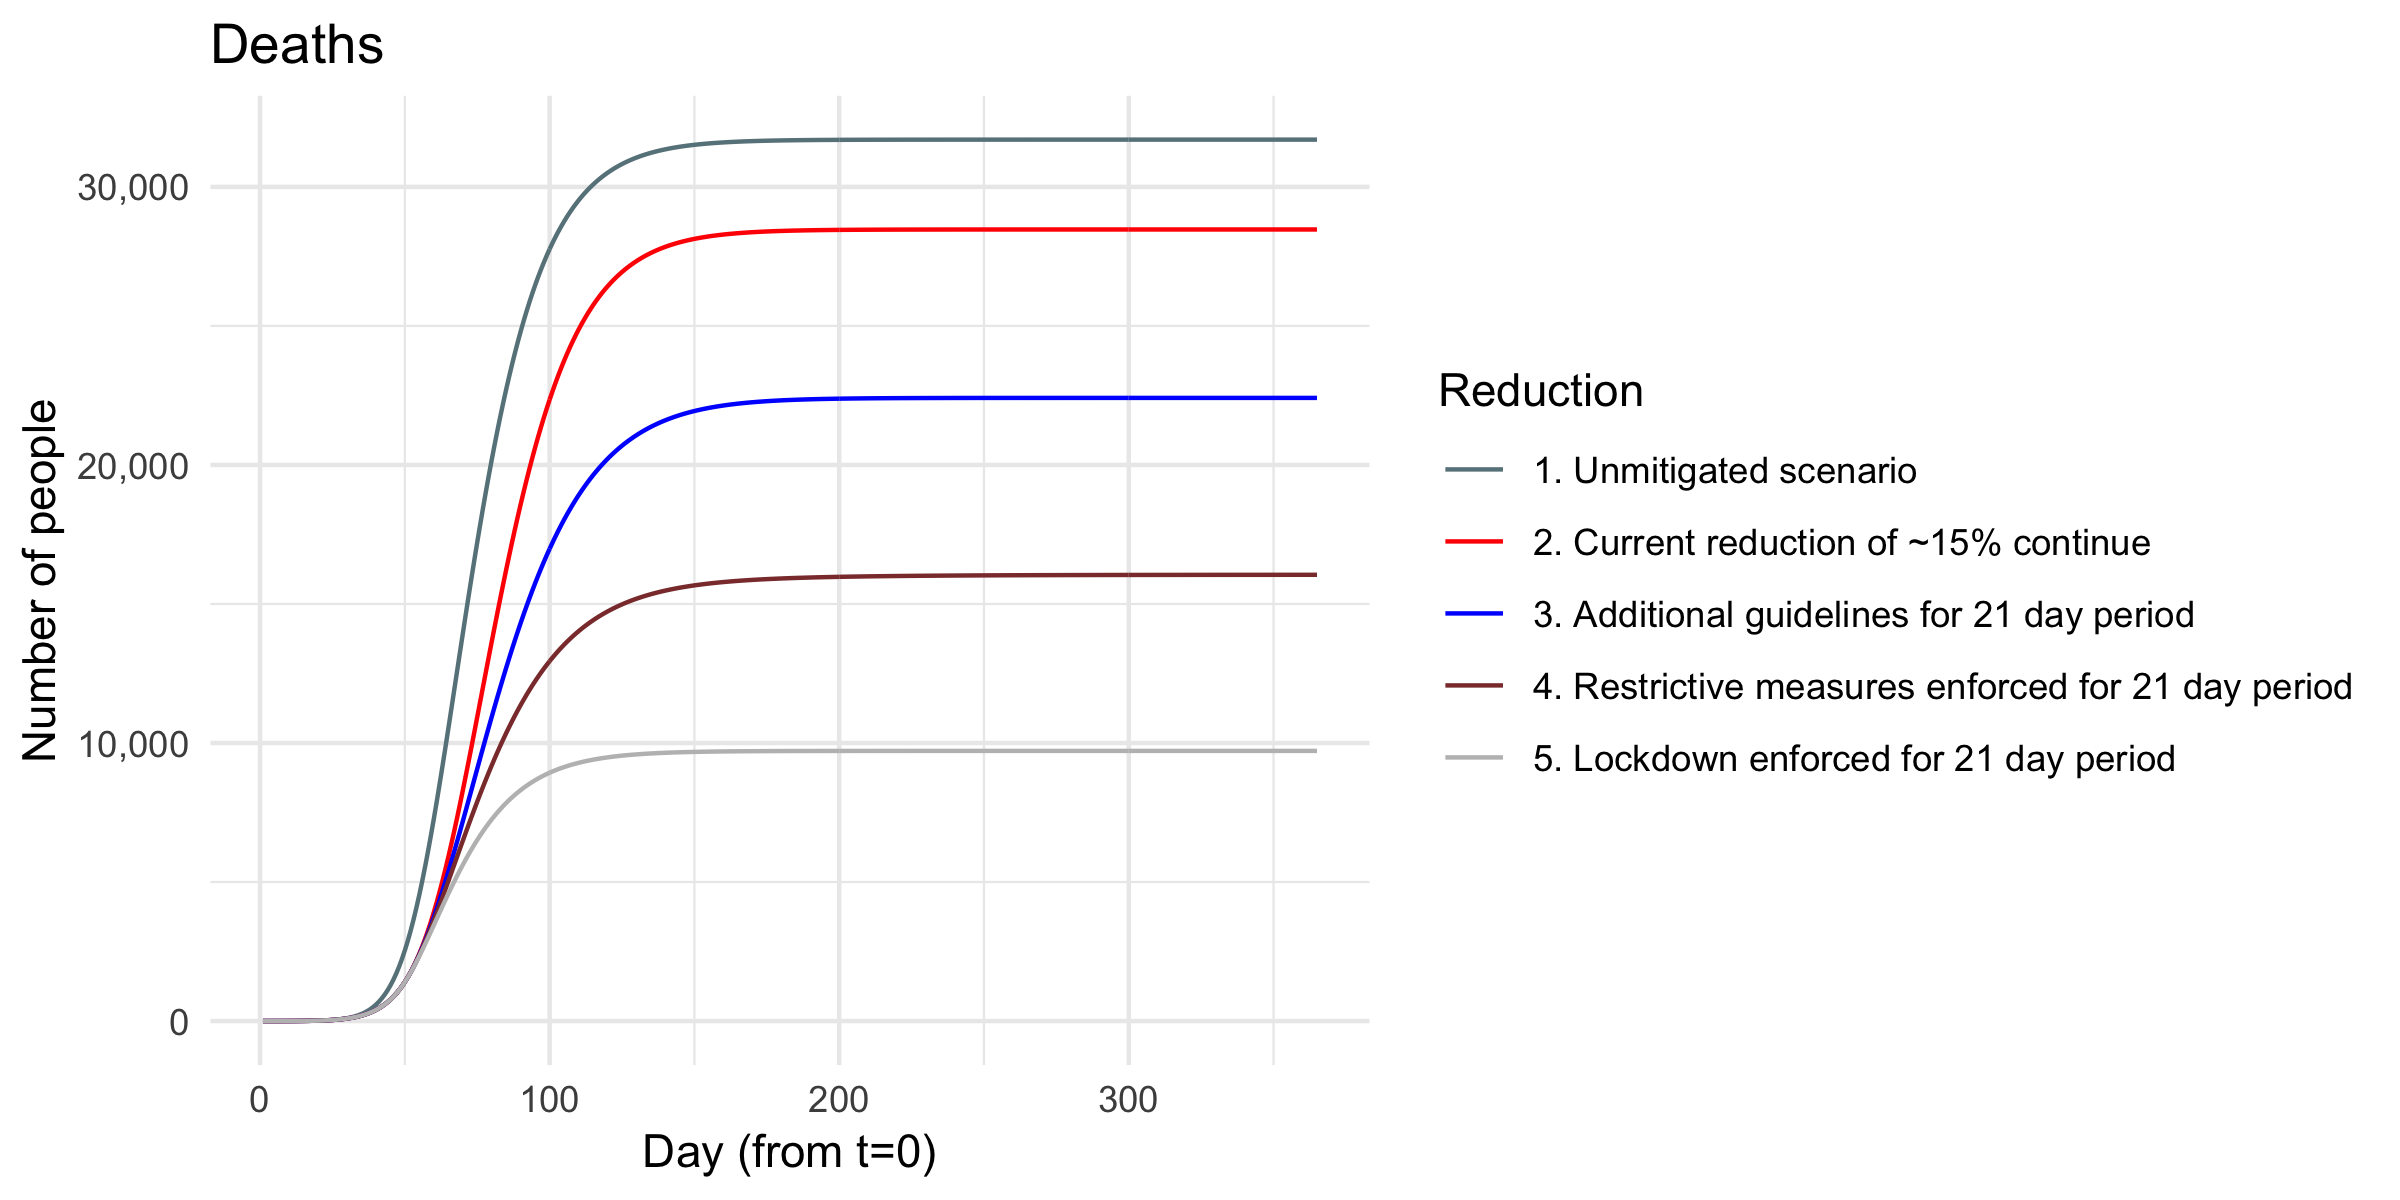 Deaths
Number of people
30,000
20,000
10,000
0
0
100
200
300
Day (from t=0)
Reduction
1. Unmitigated scenario
2. Current reduction of ~15% continue
3. Additional guidelines for 21 day period
4. Restrictive measures enforced for 21 day period
5. Lockdown enforced for 21 day period